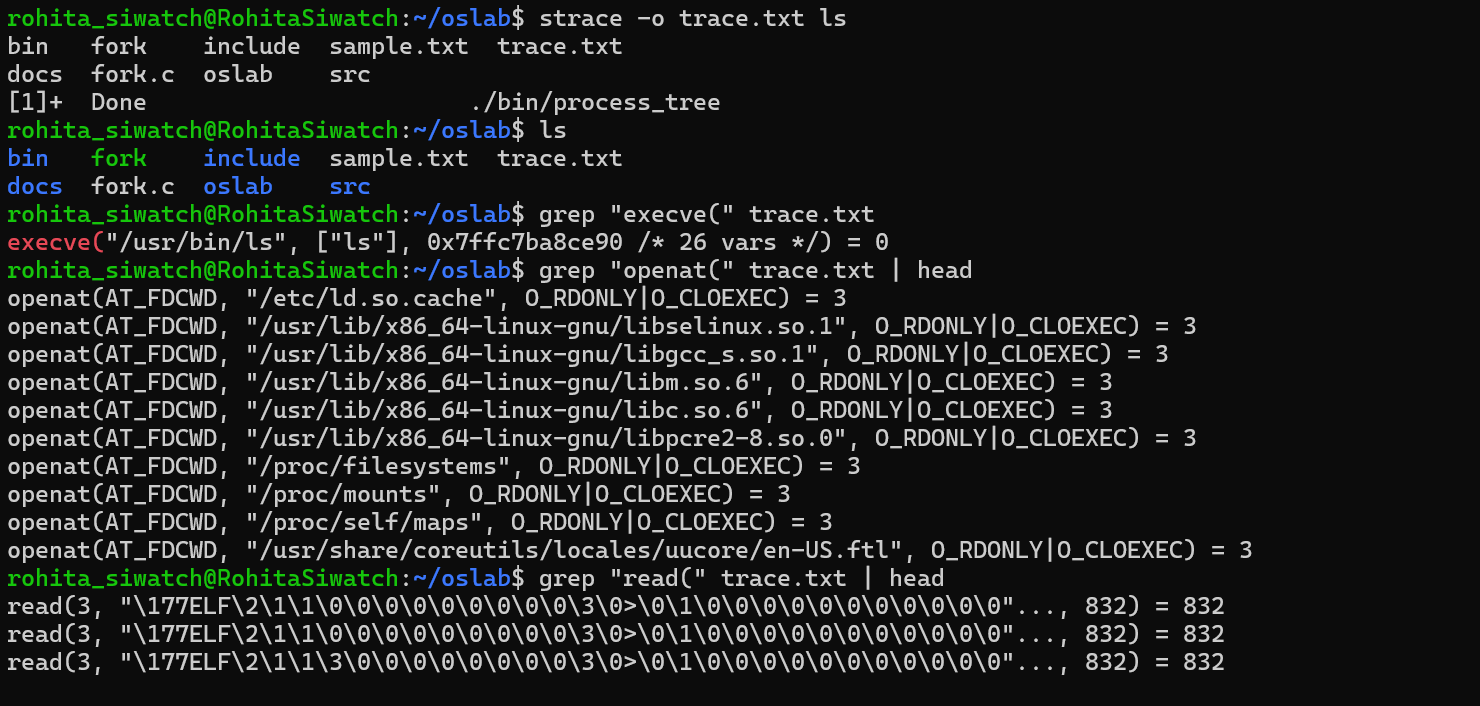 rohita_siwatch@RohitaSiwatch:~/oslab$ strace -o trace.txt ls
bin   fork    include  sample.txt  trace.txt
docs  fork.c  oslab    src
[1]+  Done                       ./bin/process_tree
rohita_siwatch@RohitaSiwatch:~/oslab$ ls
bin   fork    include  sample.txt  trace.txt
docs  fork.c  oslab    src
rohita_siwatch@RohitaSiwatch:~/oslab$ grep "execve(" trace.txt
execve("/usr/bin/ls", ["ls"], 0x7ffc7ba8ce90 /* 26 vars */) = 0
rohita_siwatch@RohitaSiwatch:~/oslab$ grep "openat(" trace.txt | head
openat(AT_FDCWD, "/etc/ld.so.cache", O_RDONLY|O_CLOEXEC) = 3
openat(AT_FDCWD, "/usr/lib/x86_64-linux-gnu/libselinux.so.1", O_RDONLY|O_CLOEXEC) = 3
openat(AT_FDCWD, "/usr/lib/x86_64-linux-gnu/libgcc_s.so.1", O_RDONLY|O_CLOEXEC) = 3
openat(AT_FDCWD, "/usr/lib/x86_64-linux-gnu/libm.so.6", O_RDONLY|O_CLOEXEC) = 3
openat(AT_FDCWD, "/usr/lib/x86_64-linux-gnu/libc.so.6", O_RDONLY|O_CLOEXEC) = 3
openat(AT_FDCWD, "/usr/lib/x86_64-linux-gnu/libpcre2-8.so.0", O_RDONLY|O_CLOEXEC) = 3
openat(AT_FDCWD, "/proc/filesystems", O_RDONLY|O_CLOEXEC) = 3
openat(AT_FDCWD, "/proc/mounts", O_RDONLY|O_CLOEXEC) = 3
openat(AT_FDCWD, "/proc/self/maps", O_RDONLY|O_CLOEXEC) = 3
openat(AT_FDCWD, "/usr/share/coreutils/locales/uucore/en-US.ftl", O_RDONLY|O_CLOEXEC) = 3
rohita_siwatch@RohitaSiwatch:~/oslab$ grep "read(" trace.txt | head
read(3, "\177ELF\2\1\1\0\0\0\0\0\0\0\0\0\3\0>\0\1\0\0\0\0\0\0\0\0\0\0\0"..., 832) = 832
read(3, "\177ELF\2\1\1\0\0\0\0\0\0\0\0\0\3\0>\0\1\0\0\0\0\0\0\0\0\0\0\0"..., 832) = 832
read(3, "\177ELF\2\1\1\3\0\0\0\0\0\0\0\0\3\0>\0\1\0\0\0\0\0\0\0\0\0\0\0"..., 832) = 832